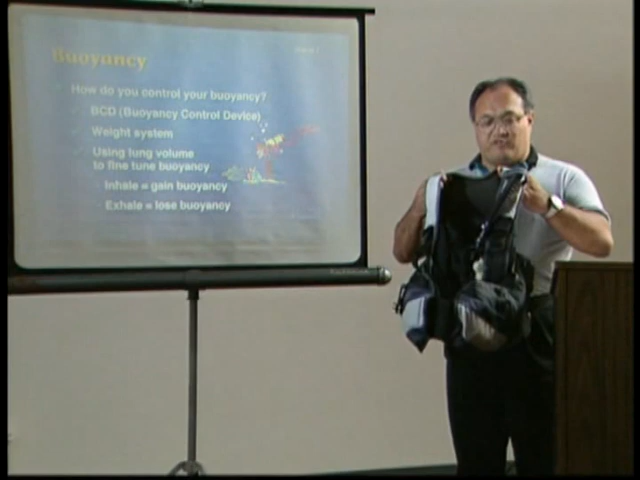 Buoyancy
How do you control your buoyancy?
BCD (Buoyancy Control Device)
Weight system
Using lung volume
to fine tune buoyancy
Inhale = gain buoyancy
Exhale = lose buoyancy